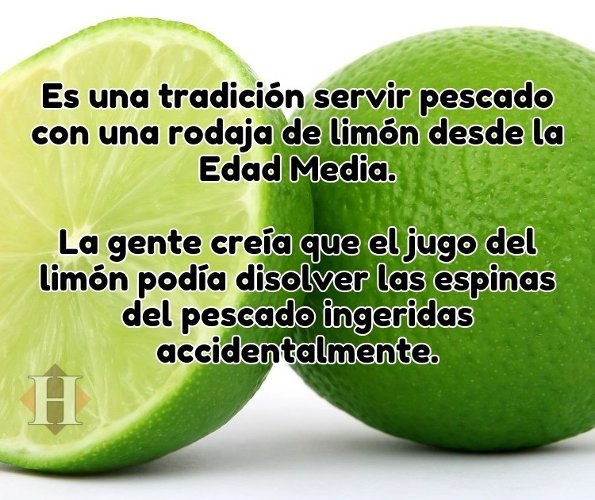 Es una tradición servir pescado
con una rodaja de limón desde la
Edad Media.
La gente creía que el jugo del
limón podía disolver las espinas
del pescado ingeridas
accidentalmente.
H